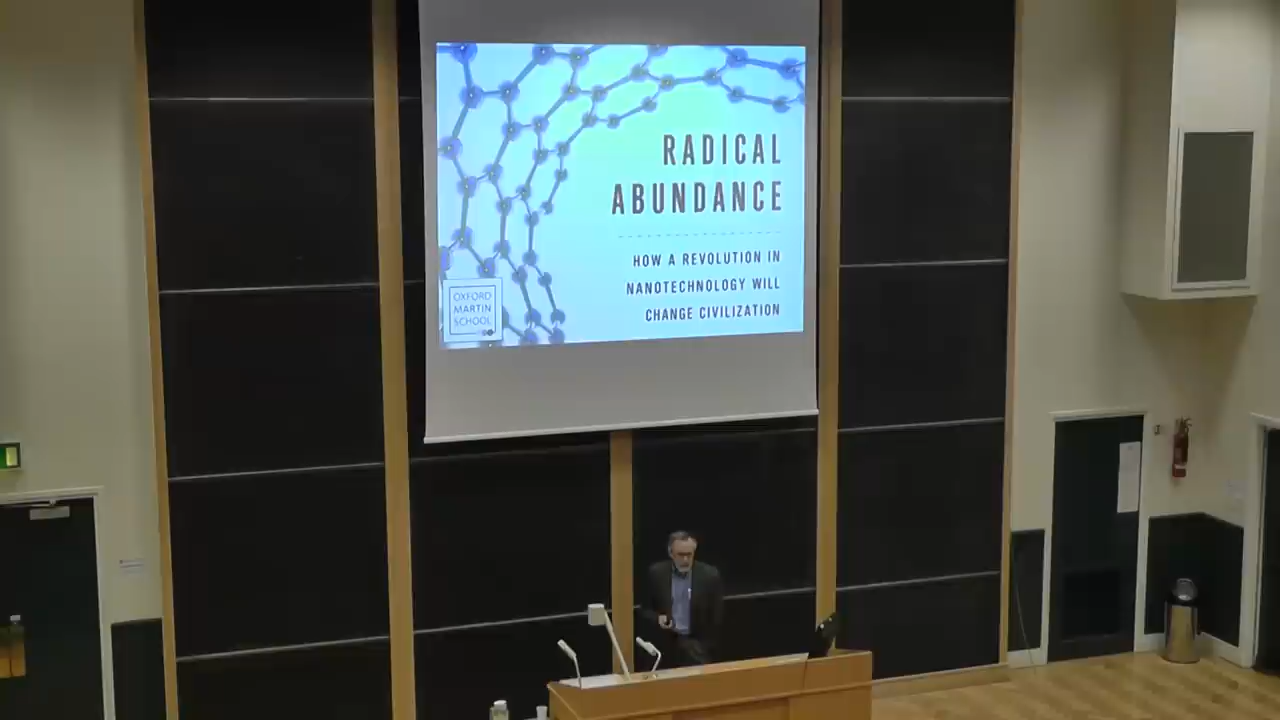 RADICAL
ABUNDANCE
HOW A REVOLUTION IN
NANOTECHNOLOGY WILL
CHANGE CIVILIZATION
OXFORD
MARTIN
SCHOOL